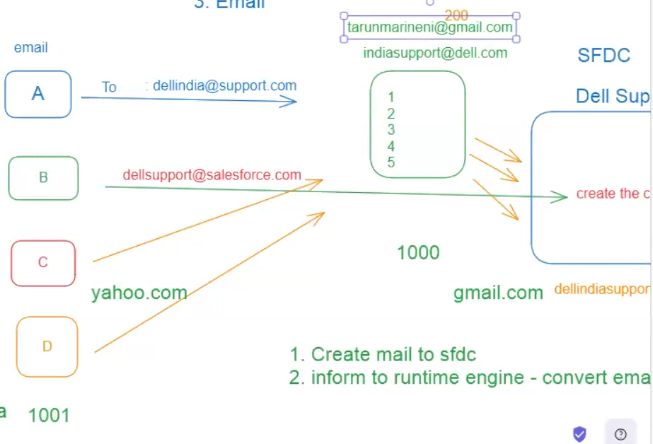 3. Email
200
tarunmarineni@gmail.com
email
indiasupport@dell.com
SFDC
A
To : dellindia@support.com
Dell Sup
1
2
3
4
5
B
dellsupport@salesforce.com
create the c
C
1000
yahoo.com
gmail.com
dellindiasuppor
D
1. Create mail to sfdc
2. inform to runtime engine - convert ema
a
1001